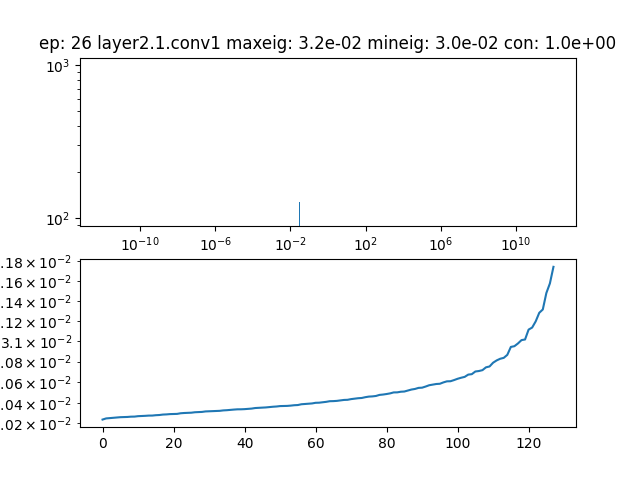 ep: 26 layer2.1.conv1 maxeig: 3.2e-02 mineig: 3.0e-02 con: 1.0e+00
10³
10²
10⁻¹⁰ 10⁻⁶ 10⁻² 10² 10⁶ 10¹⁰
.18 × 10⁻²
.16 × 10⁻²
.14 × 10⁻²
.12 × 10⁻²
3.1 × 10⁻²
.08 × 10⁻²
.06 × 10⁻²
.04 × 10⁻²
.02 × 10⁻²
0 20 40 60 80 100 120